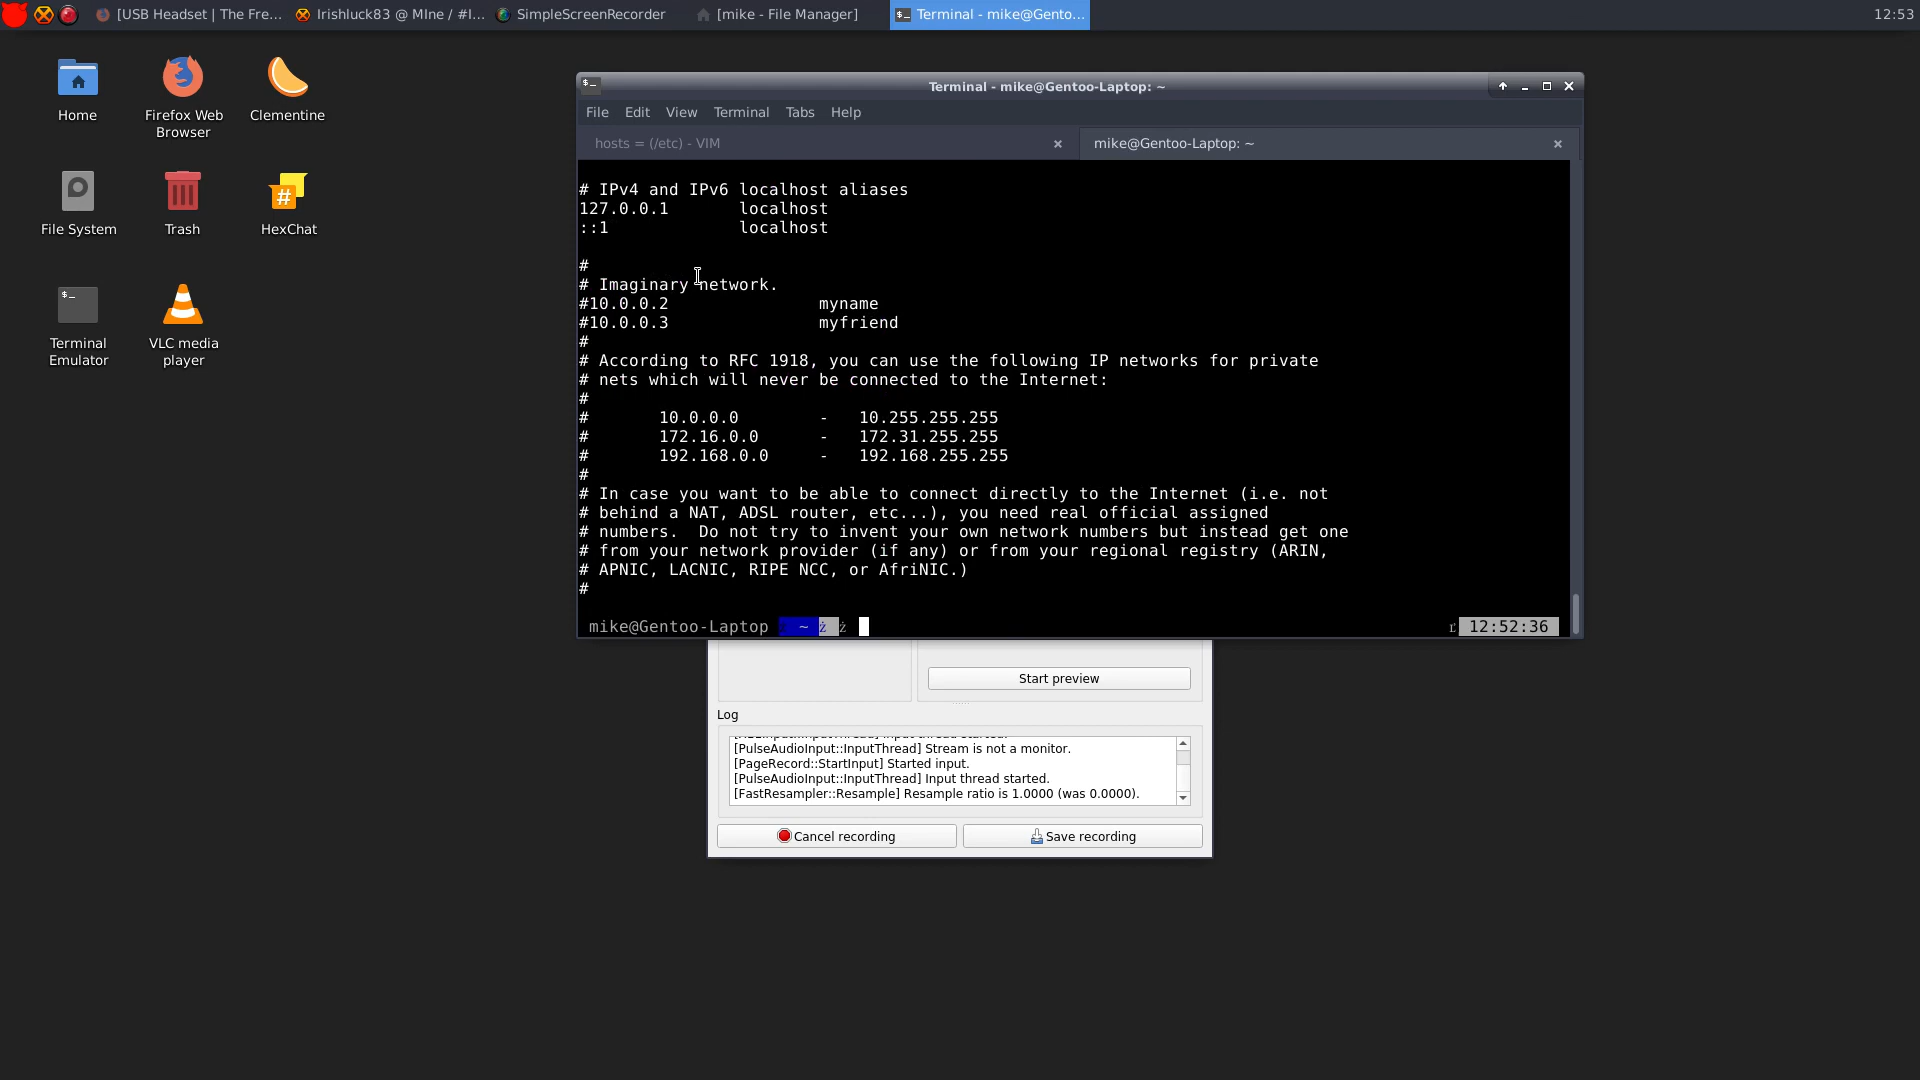 [USB Headset | The Fre...
Irishluck83 @ MIne / #I...
SimpleScreenRecorder
[mike - File Manager]
Terminal - mike@Gento...
12:53
Home
Firefox Web
Browser
Clementine
File System
Trash
HexChat
Terminal
Emulator
VLC media
player
Terminal - mike@Gentoo-Laptop: ~
File Edit View Terminal Tabs Help
hosts = (/etc) - VIM
mike@Gentoo-Laptop: ~
# IPv4 and IPv6 localhost aliases
127.0.0.1 localhost
::1 localhost
#
# Imaginary network.
#10.0.0.2 myname
#10.0.0.3 myfriend
#
# According to RFC 1918, you can use the following IP networks for private
# nets which will never be connected to the Internet:
#
# 10.0.0.0 - 10.255.255.255
# 172.16.0.0 - 172.31.255.255
# 192.168.0.0 - 192.168.255.255
#
# In case you want to be able to connect directly to the Internet (i.e. not
# behind a NAT, ADSL router, etc...), you need real official assigned
# numbers.  Do not try to invent your own network numbers but instead get one
# from your network provider (if any) or from your regional registry (ARIN,
# APNIC, LACNIC, RIPE NCC, or AfriNIC.)
#
mike@Gentoo-Laptop ~ ż ż 12:52:36
Start preview
Log
[PulseAudioInput::InputThread] Stream is not a monitor.
[PageRecord::StartInput] Started input.
[PulseAudioInput::InputThread] Input thread started.
[FastResampler::Resample] Resample ratio is 1.0000 (was 0.0000).
Cancel recording
Save recording